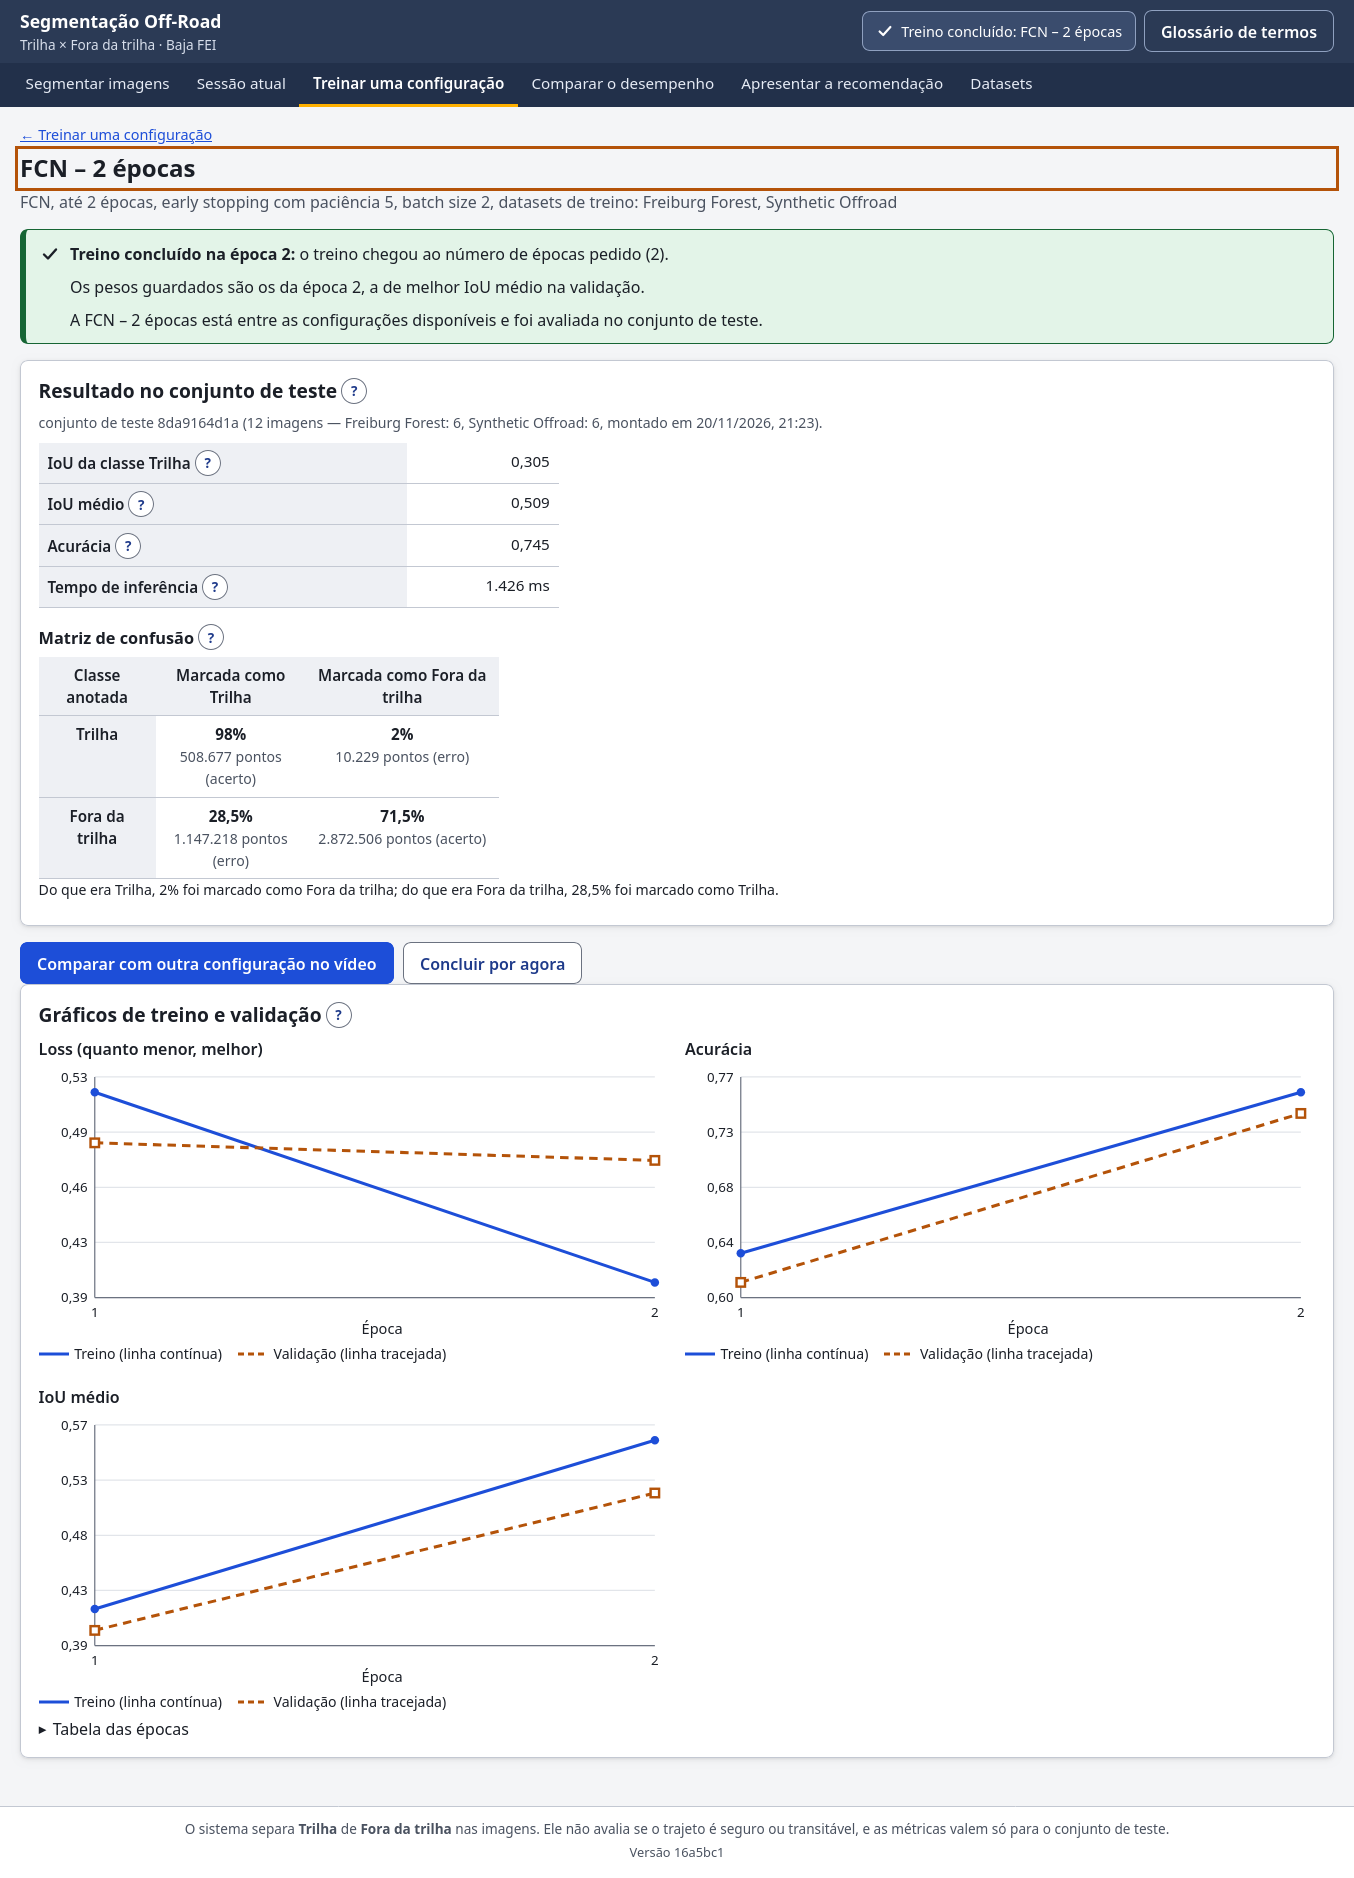 Segmentação Off-Road
Trilha × Fora da trilha · Baja FEI
Treino concluído: FCN – 2 épocas
Glossário de termos
Segmentar imagens
Sessão atual
Treinar uma configuração
Comparar o desempenho
Apresentar a recomendação
Datasets
← Treinar uma configuração
FCN – 2 épocas
FCN, até 2 épocas, early stopping com paciência 5, batch size 2, datasets de treino: Freiburg Forest, Synthetic Offroad
Treino concluído na época 2: o treino chegou ao número de épocas pedido (2).
Os pesos guardados são os da época 2, a de melhor IoU médio na validação.
A FCN – 2 épocas está entre as configurações disponíveis e foi avaliada no conjunto de teste.
Resultado no conjunto de teste ?
conjunto de teste 8da9164d1a (12 imagens — Freiburg Forest: 6, Synthetic Offroad: 6, montado em 20/11/2026, 21:23).
IoU da classe Trilha ? 0,305
IoU médio ? 0,509
Acurácia ? 0,745
Tempo de inferência ? 1.426 ms
Matriz de confusão ?
Classe anotada
Marcada como Trilha
Marcada como Fora da trilha
Trilha
98%
508.677 pontos (acerto)
2%
10.229 pontos (erro)
Fora da trilha
28,5%
1.147.218 pontos (erro)
71,5%
2.872.506 pontos (acerto)
Do que era Trilha, 2% foi marcado como Fora da trilha; do que era Fora da trilha, 28,5% foi marcado como Trilha.
Comparar com outra configuração no vídeo
Concluir por agora
Gráficos de treino e validação ?
Loss (quanto menor, melhor)
0,53
0,49
0,46
0,43
0,39
1
2
Época
Treino (linha contínua)
Validação (linha tracejada)
Acurácia
0,77
0,73
0,68
0,64
0,60
1
2
Época
Treino (linha contínua)
Validação (linha tracejada)
IoU médio
0,57
0,53
0,48
0,43
0,39
1
2
Época
Treino (linha contínua)
Validação (linha tracejada)
▸ Tabela das épocas
O sistema separa Trilha de Fora da trilha nas imagens. Ele não avalia se o trajeto é seguro ou transitável, e as métricas valem só para o conjunto de teste.
Versão 16a5bc1